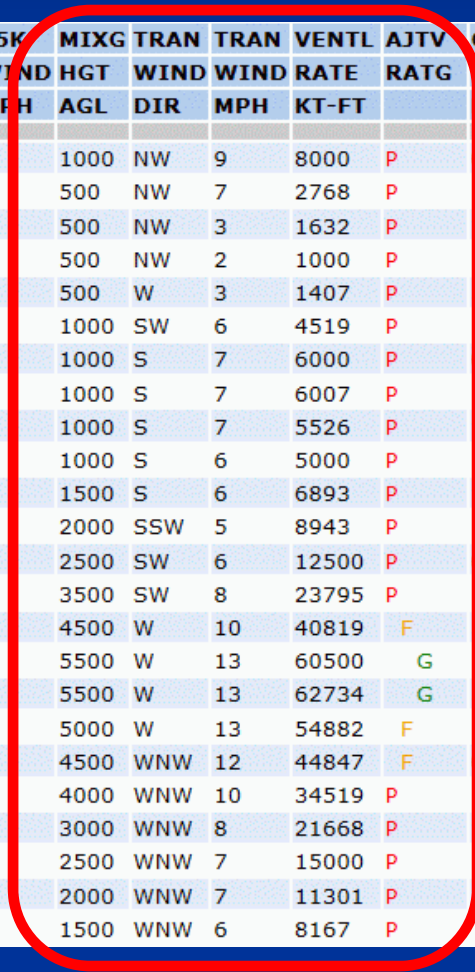 5K MIXG TRAN TRAN VENTL AJTV
WIND HGT WIND WIND RATE RATG
PH AGL DIR MPH KT-FT
1000 NW 9 8000 P
500 NW 7 2768 P
500 NW 3 1632 P
500 NW 2 1000 P
500 W 3 1407 P
1000 SW 6 4519 P
1000 S 7 6000 P
1000 S 7 6007 P
1000 S 7 5526 P
1000 S 6 5000 P
1500 S 6 6893 P
2000 SSW 5 8943 P
2500 SW 6 12500 P
3500 SW 8 23795 P
4500 W 10 40819 F
5500 W 13 60500 G
5500 W 13 62734 G
5000 W 13 54882 F
4500 WNW 12 44847 F
4000 WNW 10 34519 P
3000 WNW 8 21668 P
2500 WNW 7 15000 P
2000 WNW 7 11301 P
1500 WNW 6 8167 P